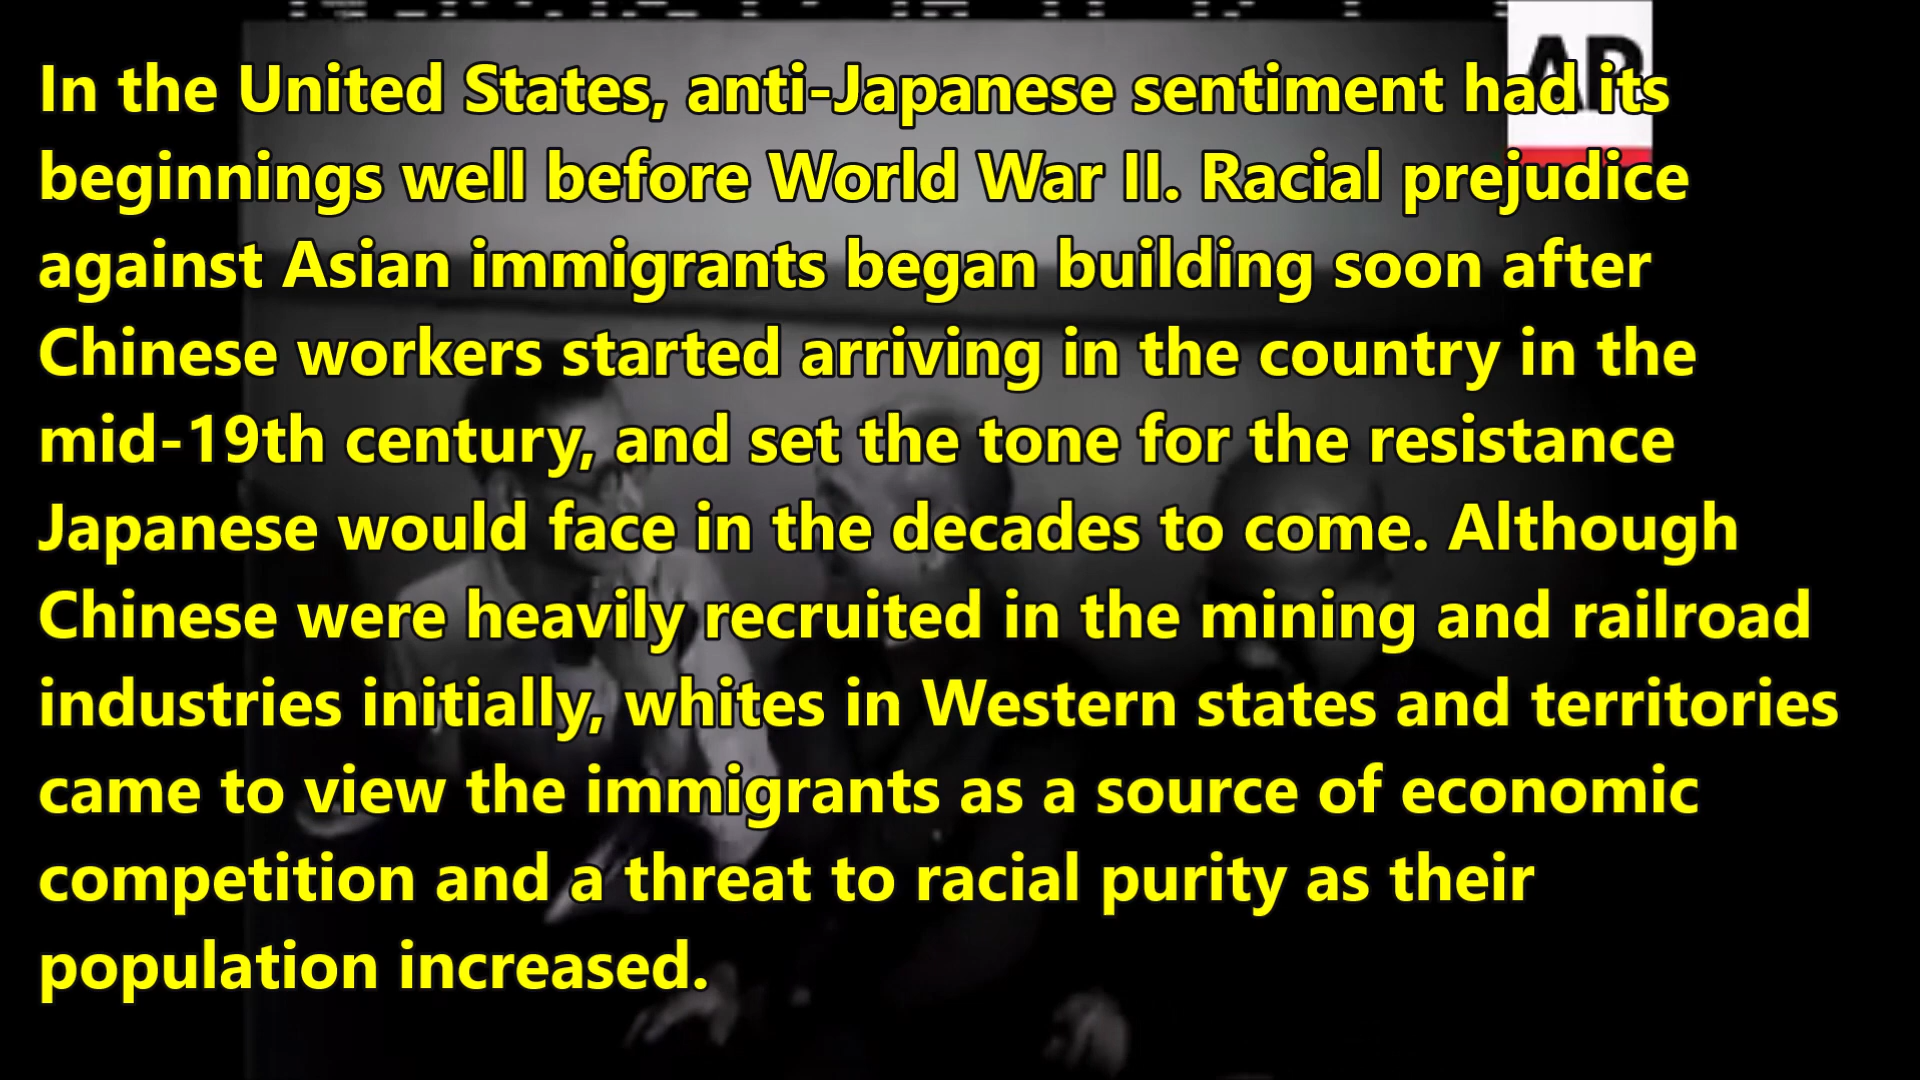 AP
In the United States, anti-Japanese sentiment had its
beginnings well before World War II. Racial prejudice
against Asian immigrants began building soon after
Chinese workers started arriving in the country in the
mid-19th century, and set the tone for the resistance
Japanese would face in the decades to come. Although
Chinese were heavily recruited in the mining and railroad
industries initially, whites in Western states and territories
came to view the immigrants as a source of economic
competition and a threat to racial purity as their
population increased.